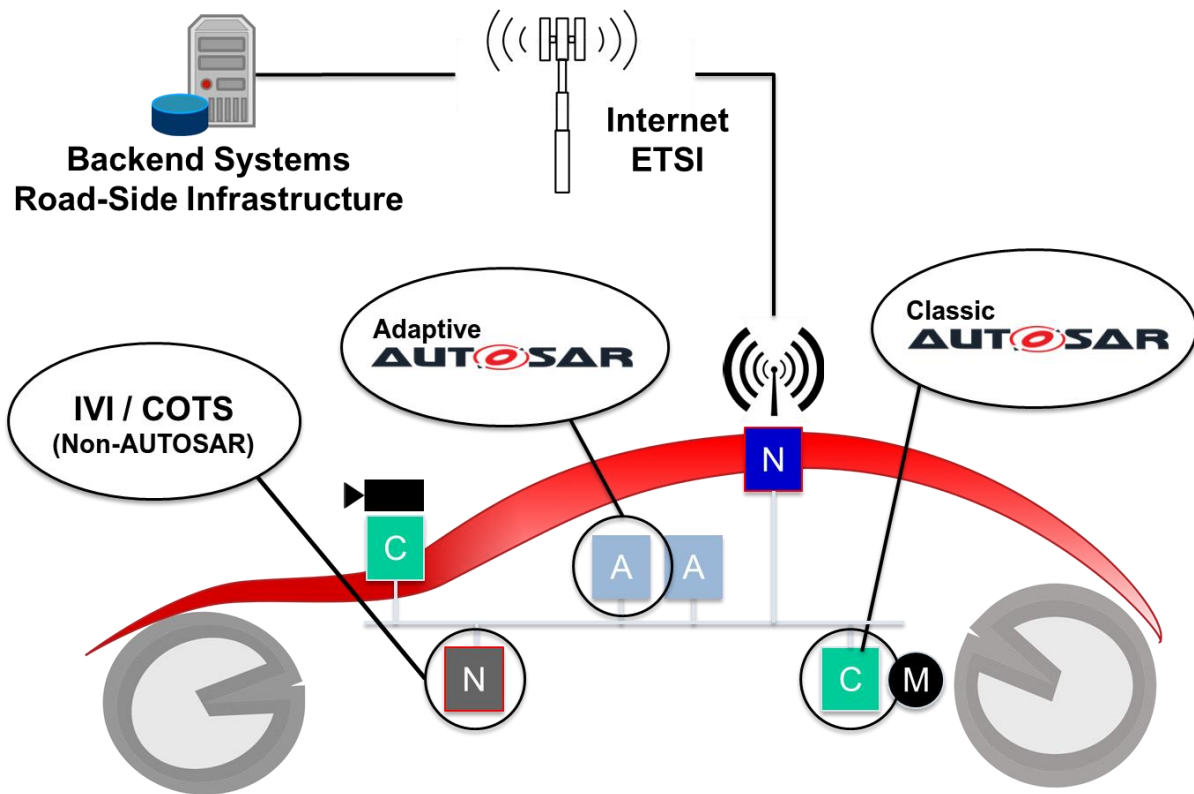 Backend Systems
Road-Side Infrastructure
Internet
ETSI
Adaptive
AUTOSAR
Classic
AUTOSAR
IVI / COTS
(Non-AUTOSAR)
N
C
A
A
N
C
M